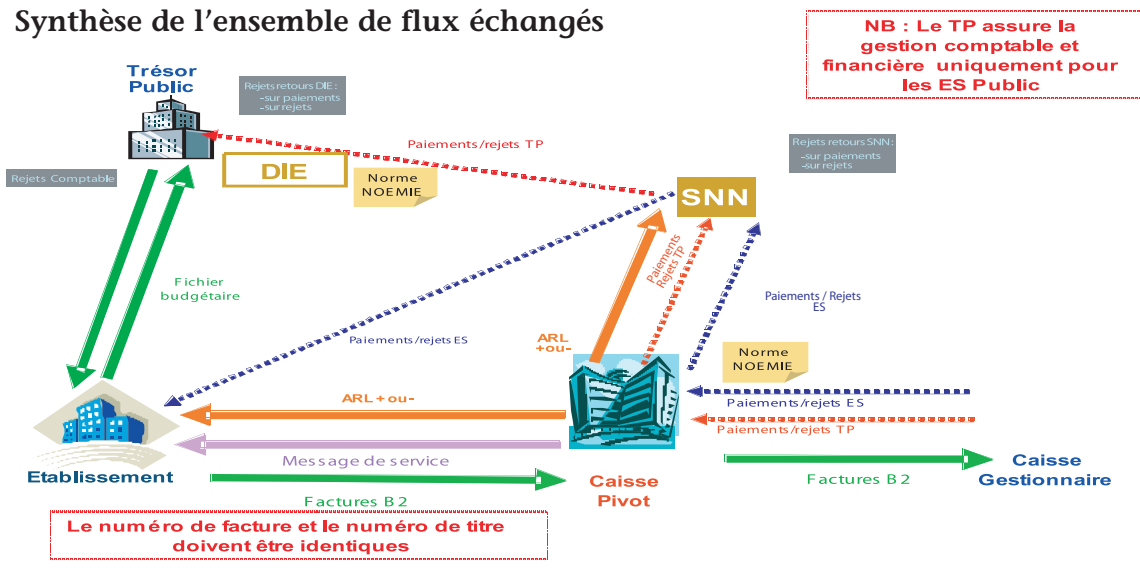 Synthèse de l'ensemble de flux échangés
NB : Le TP assure la
gestion comptable et
financière uniquement pour
les ES Public
Trésor
Public
Rejets retours DIE :
-sur paiements
-sur rejets
Paiements/rejets TP
Rejets retours SNN:
-sur paiements
-sur rejets
DIE
Norme
NOEMIE
Rejets Comptable
SNN
Paiements
Rejets TP
Fichier
budgétaire
Paiements / Rejets
ES
Paiements/rejets ES
ARL
+ou-
Norme
NOEMIE
ARL + ou-
Paiements/rejets ES
Paiements/rejets TP
Message de service
Etablissement
Factures B2
Caisse
Pivot
Factures B2
Caisse
Gestionnaire
Le numéro de facture et le numéro de titre
doivent être identiques